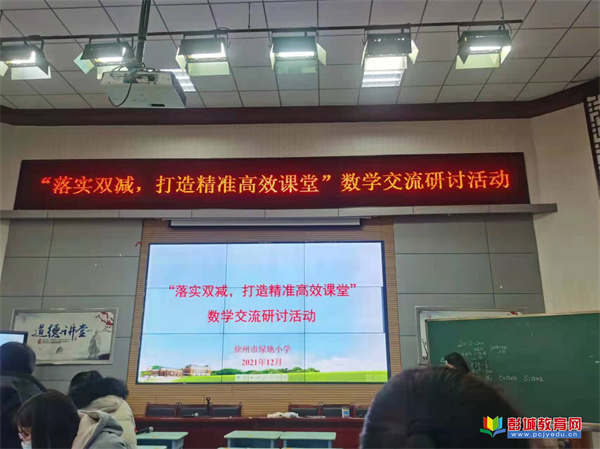 “落实双减，打造精准高效课堂”数学交流研讨活动
“落实双减，打造精准高效课堂”
数学交流研讨活动
徐州市绿地小学
2021年12月
道德讲堂
彭城教育网
www.pcjyedu.cn